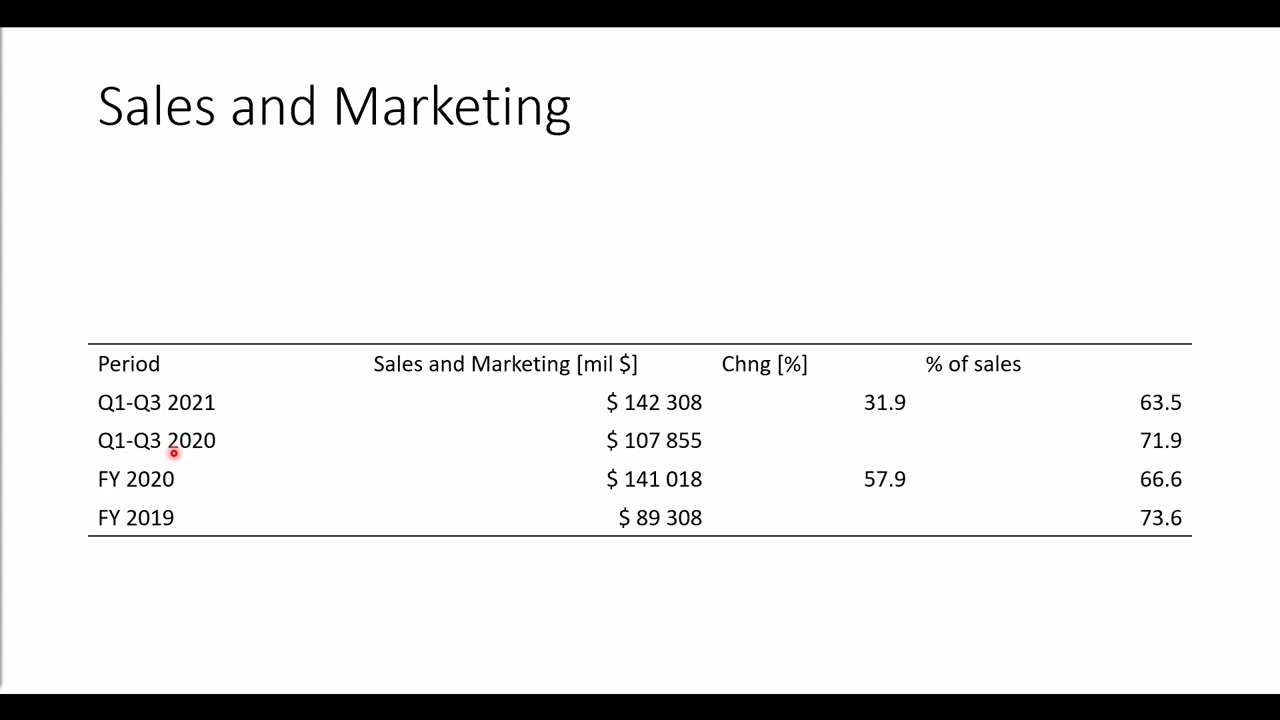 Sales and Marketing
Period Sales and Marketing [mil $] Chng [%] % of sales
Q1-Q3 2021 $ 142 308 31.9 63.5
Q1-Q3 2020 $ 107 855 71.9
FY 2020 $ 141 018 57.9 66.6
FY 2019 $ 89 308 73.6